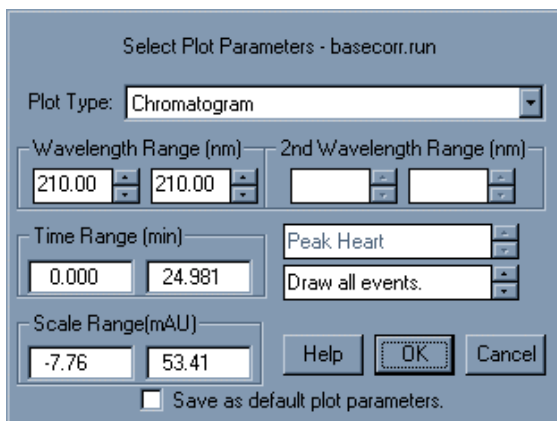 Select Plot Parameters - basecorr.run
Plot Type: Chromatogram
Wavelength Range (nm) 2nd Wavelength Range (nm)
210.00 210.00
Time Range (min)
Peak Heart
0.000 24.981
Draw all events.
Scale Range(mAU)
-7.76 53.41
Help OK Cancel
Save as default plot parameters.